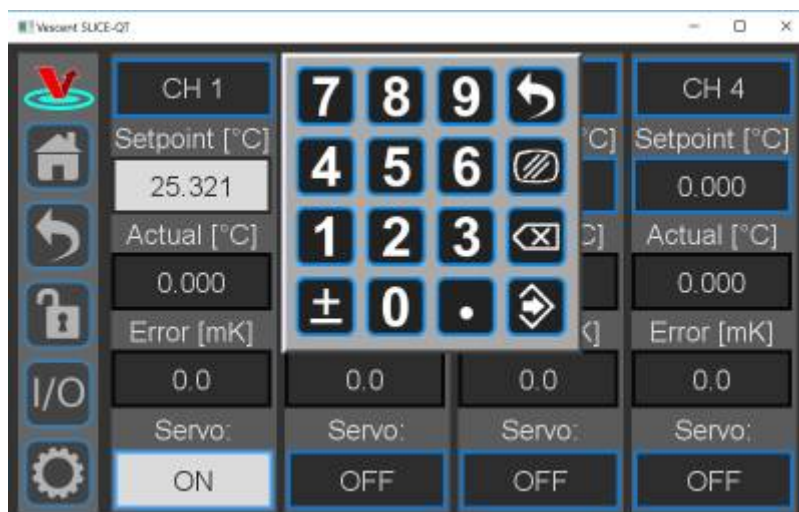 Vescent SLICE-QT
CH 1
CH 4
Setpoint [°C]
°C]
Setpoint [°C]
25.321
0.000
Actual [°C]
C]
Actual [°C]
0.000
0.000
Error [mK]
K]
Error [mK]
7 8 9
4 5 6
1 2 3
± 0 .
I/O
0.0
0.0
0.0
0.0
Servo:
Servo:
Servo:
Servo:
ON
OFF
OFF
OFF